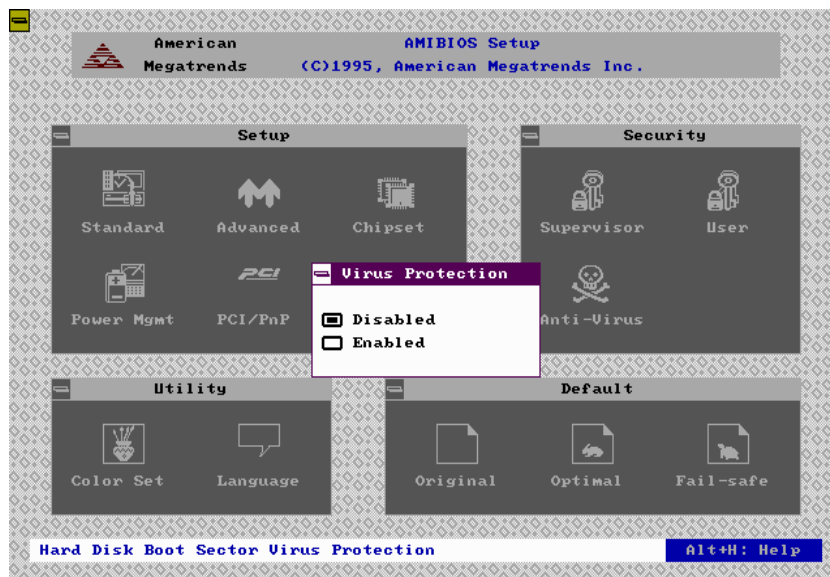 American
Megatrends
AMIBIOS Setup
(C)1995, American Megatrends Inc.
Setup
Standard
Advanced
Chipset
Power Mgmt
PCI
PCI/PnP
Security
Supervisor
User
Anti-Virus
Virus Protection
Disabled
Enabled
Utility
Color Set
Language
Default
Original
Optimal
Fail-safe
Hard Disk Boot Sector Virus Protection
Alt+H: Help